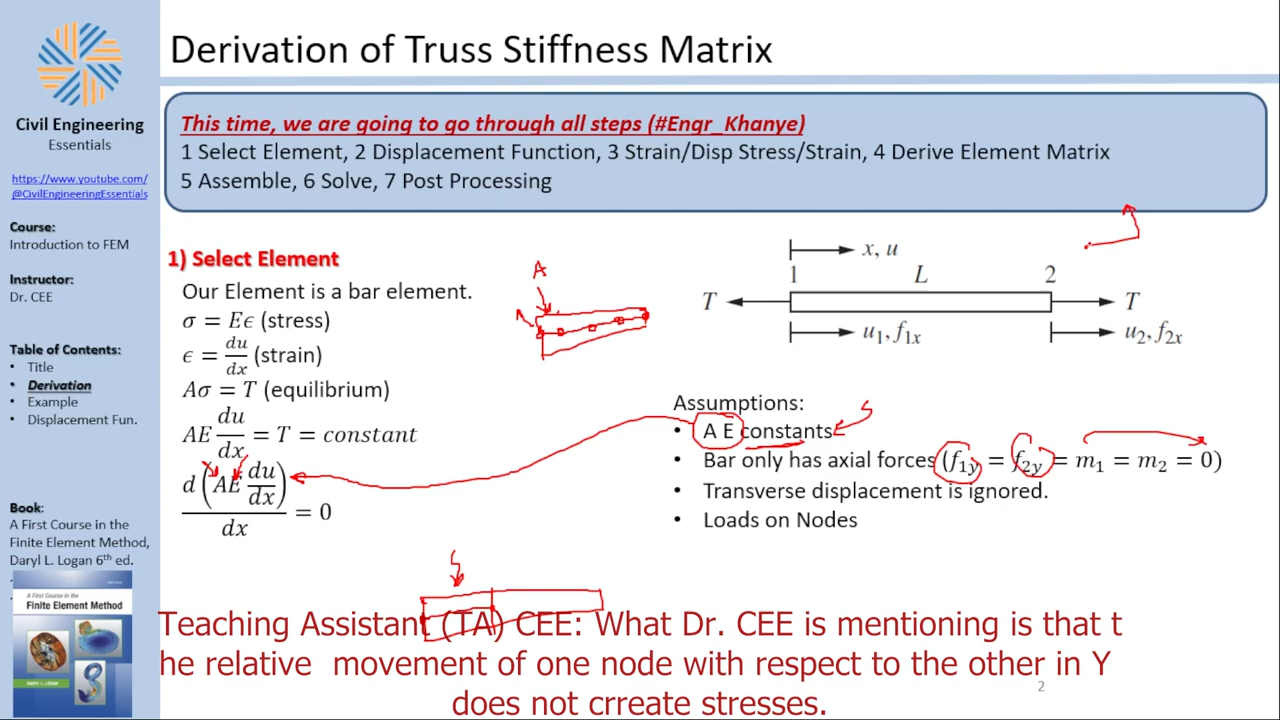 Derivation of Truss Stiffness Matrix
Civil Engineering
Essentials
https://www.youtube.com/
@CivilEngineeringEssentials
Course:
Introduction to FEM
Instructor:
Dr. CEE
Table of Contents:
• Title
• Derivation
• Example
• Displacement Fun.
Book:
A First Course in the
Finite Element Method,
Daryl L. Logan 6th ed.
A First Course in the
Finite Element Method
DARYL L. LOGAN
This time, we are going to go through all steps (#Engr_Khanye)
1 Select Element, 2 Displacement Function, 3 Strain/Disp Stress/Strain, 4 Derive Element Matrix
5 Assemble, 6 Solve, 7 Post Processing
1) Select Element
Our Element is a bar element.
σ = Eϵ (stress)
ϵ = du/dx (strain)
Aσ = T (equilibrium)
AE du/dx = T = constant
d(AE du/dx)/dx = 0
A
x, u
1 L 2
T T
u₁, f₁ₓ u₂, f₂ₓ
Assumptions:
• A E constants
• Bar only has axial forces (f₁y = f₂y = m₁ = m₂ = 0)
• Transverse displacement is ignored.
• Loads on Nodes
Teaching Assistant (TA) CEE: What Dr. CEE is mentioning is that t
he relative movement of one node with respect to the other in Y
does not crreate stresses.
2